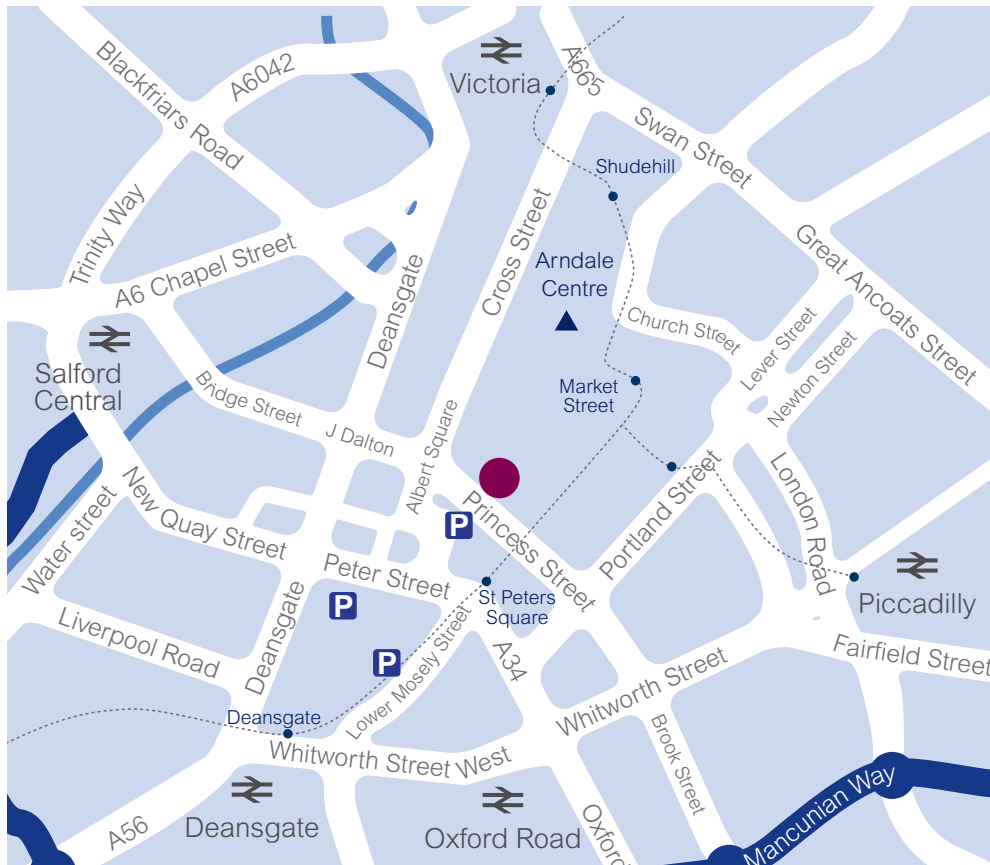 A665
Victoria
A6042
Blackfriars Road
Swan Street
Shudehill
Trinity Way
Cross Street
Great Ancoats Street
A6 Chapel Street
Deansgate
Arndale
Centre
Church Street
Lever Street
Newton Street
Salford
Central
Bridge Street
J Dalton
Market
Street
Albert Square
London Road
Portland Street
Princess Street
P
New Quay Street
Water street
Peter Street
P
St Peters
Square
Piccadilly
Liverpool Road
Deansgate
P
Lower Mosely Street
A34
Fairfield Street
Whitworth Street
Deansgate
Brook Street
Whitworth Street West
Mancunian Way
A56
Deansgate
Oxford Road
Oxford